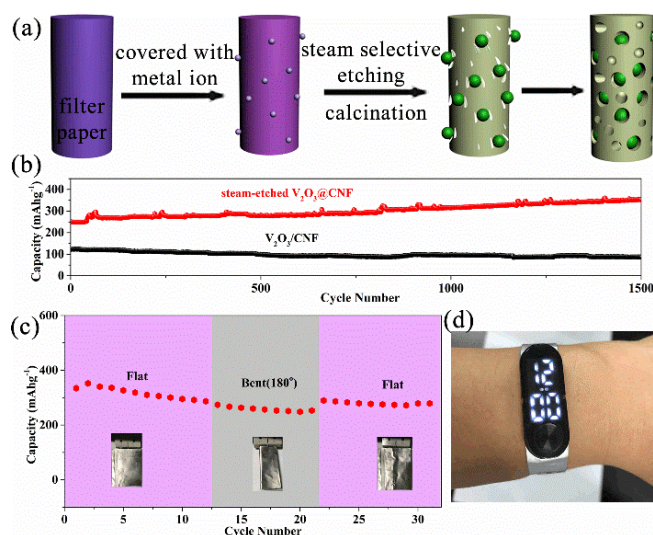 (a)
filter
paper
covered with
metal ion
steam selective
etching
calcination
(b)
Capacity (mAhg⁻¹)
400
300
200
100
0
steam-etched V₂O₃@CNF
V₂O₃/CNF
0
500
1000
1500
Cycle Number
(c)
Capacity (mAhg⁻¹)
600
400
200
0
Flat
Bent(180°)
Flat
0
5
10
15
20
25
30
Cycle Number
(d)